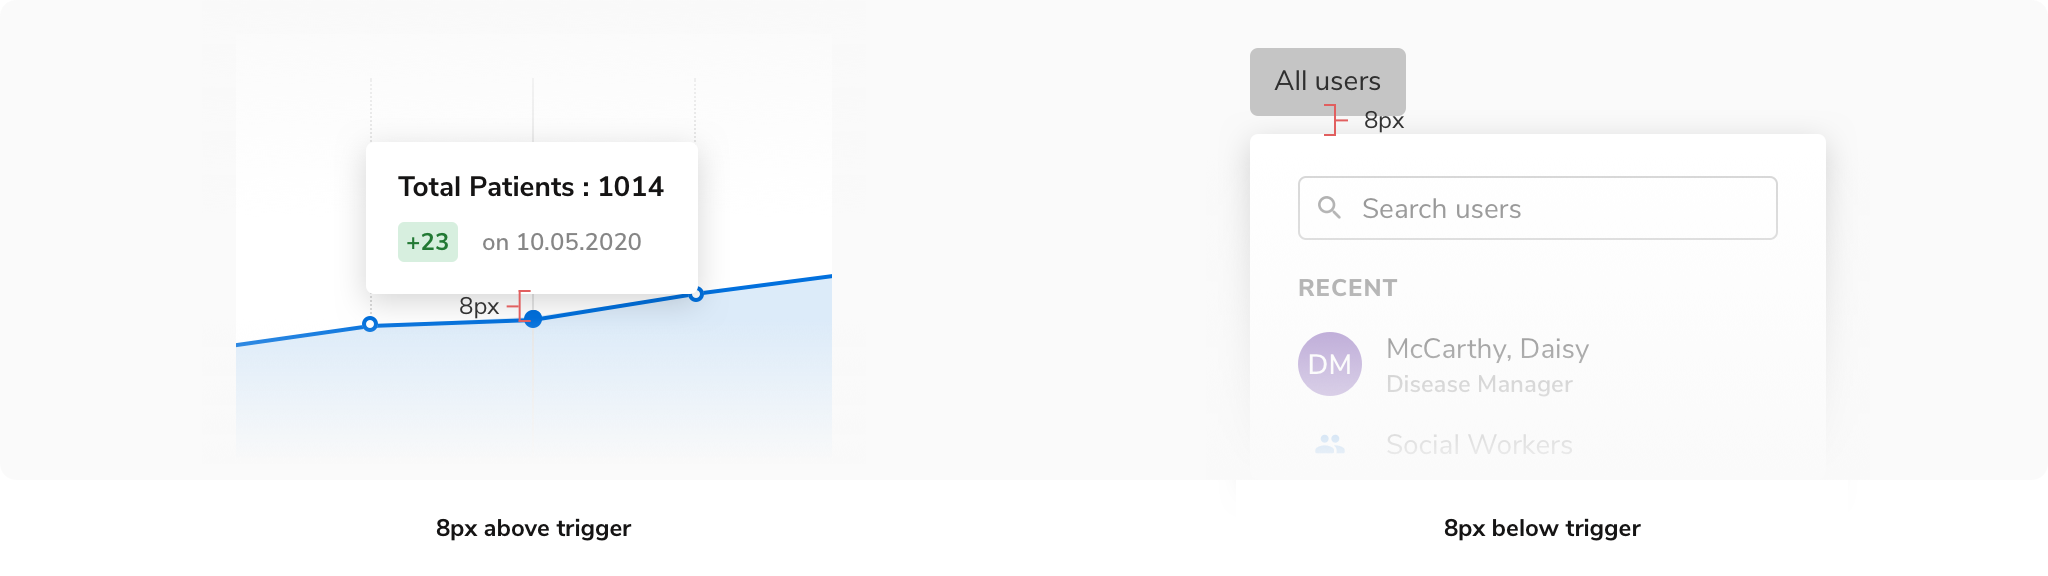 Total Patients : 1014
+23 on 10.05.2020
8px
8px above trigger
All users
8px
Search users
RECENT
DM
McCarthy, Daisy
Disease Manager
Social Workers
8px below trigger